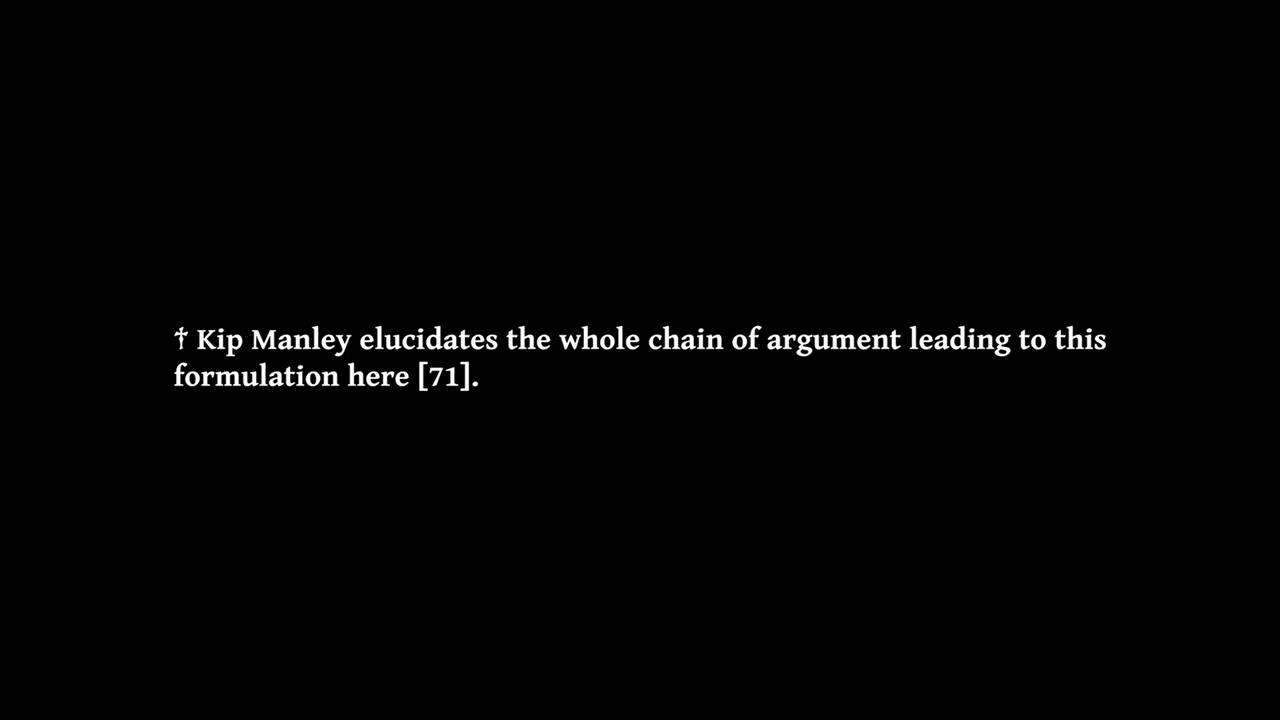 † Kip Manley elucidates the whole chain of argument leading to this
formulation here [71].